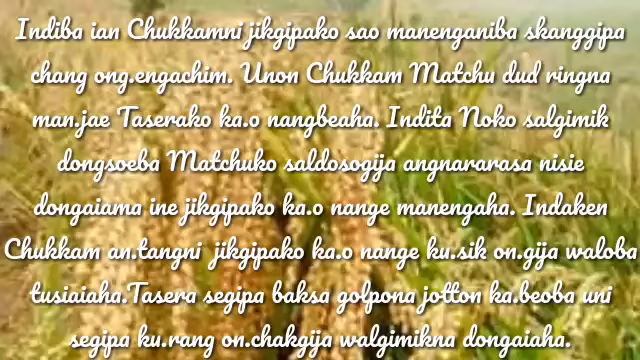 Indiba ian Chukkamni jikgipako sao manenganiba skanggipa
chang ong.engachim. Unon Chukkam Matchu dud ringna
man.jae Taserako ka.o nangbeaha. Indita Noko salgimik
dongsoeba Matchuko saldosogija angnararasa nisie
dongaiama ine jikgipako ka.o nange manengaha. Indaken
Chukkam an.tangni jikgipako ka.o nange ku.sik on.gija waloba
tusiaiaha.Tasera segipa baksa golpona jotton ka.beoba uni
segipa ku.rang on.chakgija walgimikna dongaiaha.